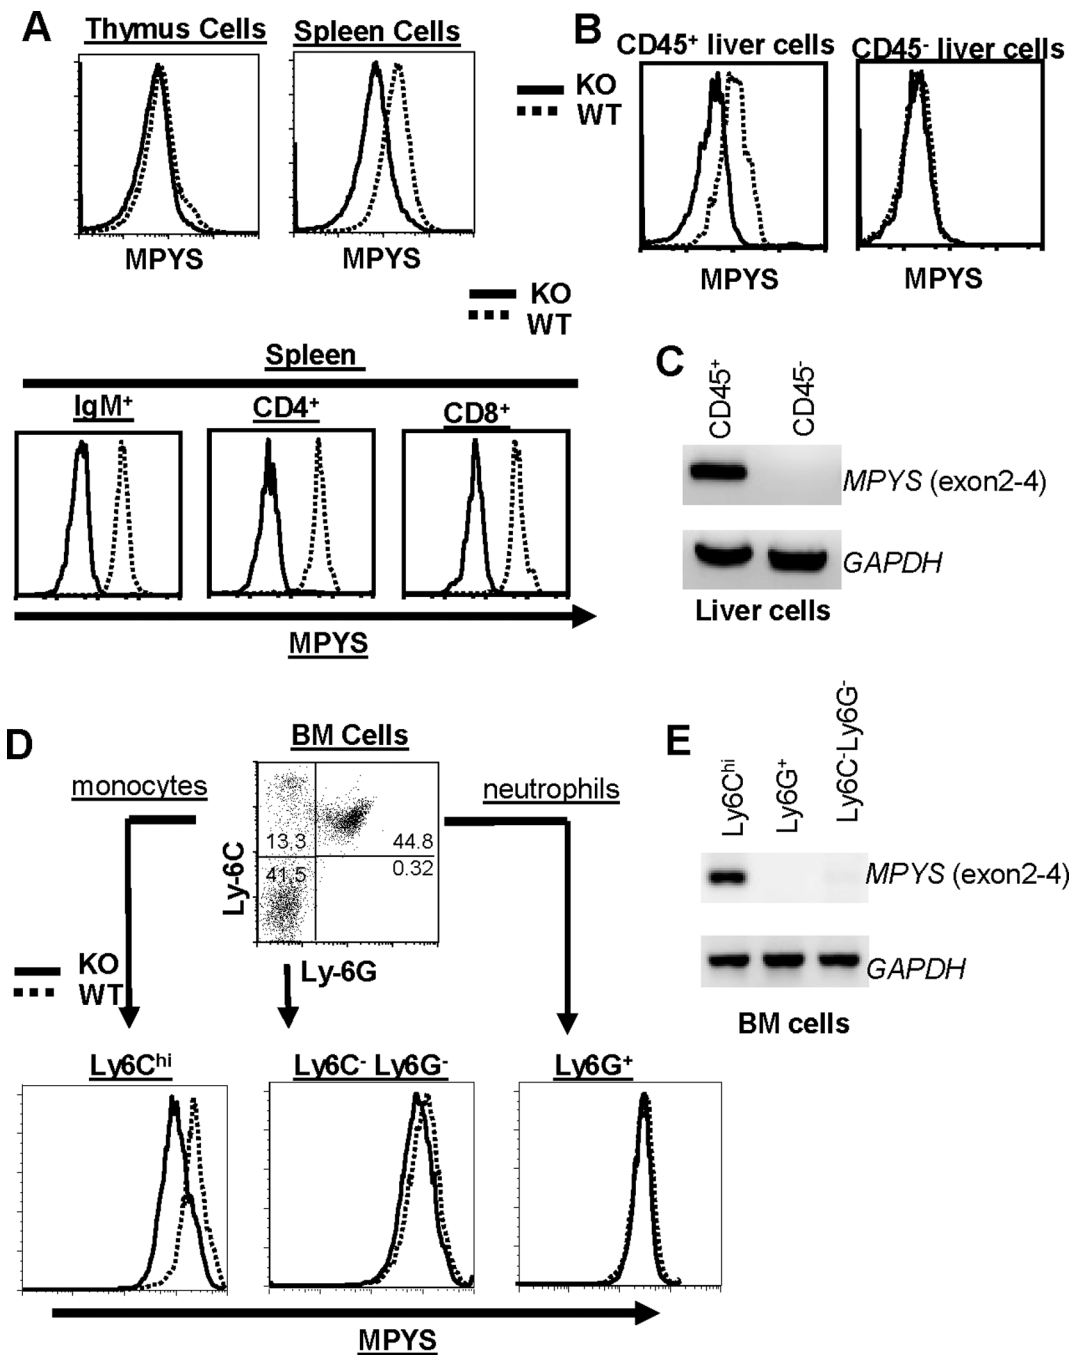 A
Thymus Cells
Spleen Cells
MPYS
MPYS
KO
WT
Spleen
IgM⁺
CD4⁺
CD8⁺
MPYS
B
CD45⁺ liver cells
CD45⁻ liver cells
KO
WT
MPYS
MPYS
C
CD45⁺
CD45⁻
MPYS (exon2-4)
GAPDH
Liver cells
D
BM Cells
monocytes
neutrophils
13.3
44.8
41.5
0.32
Ly-6C
Ly-6G
KO
WT
Ly6Cʰⁱ
Ly6C⁻ Ly6G⁻
Ly6G⁺
MPYS
E
Ly6Cʰⁱ
Ly6G⁺
Ly6C⁻Ly6G⁻
MPYS (exon2-4)
GAPDH
BM cells